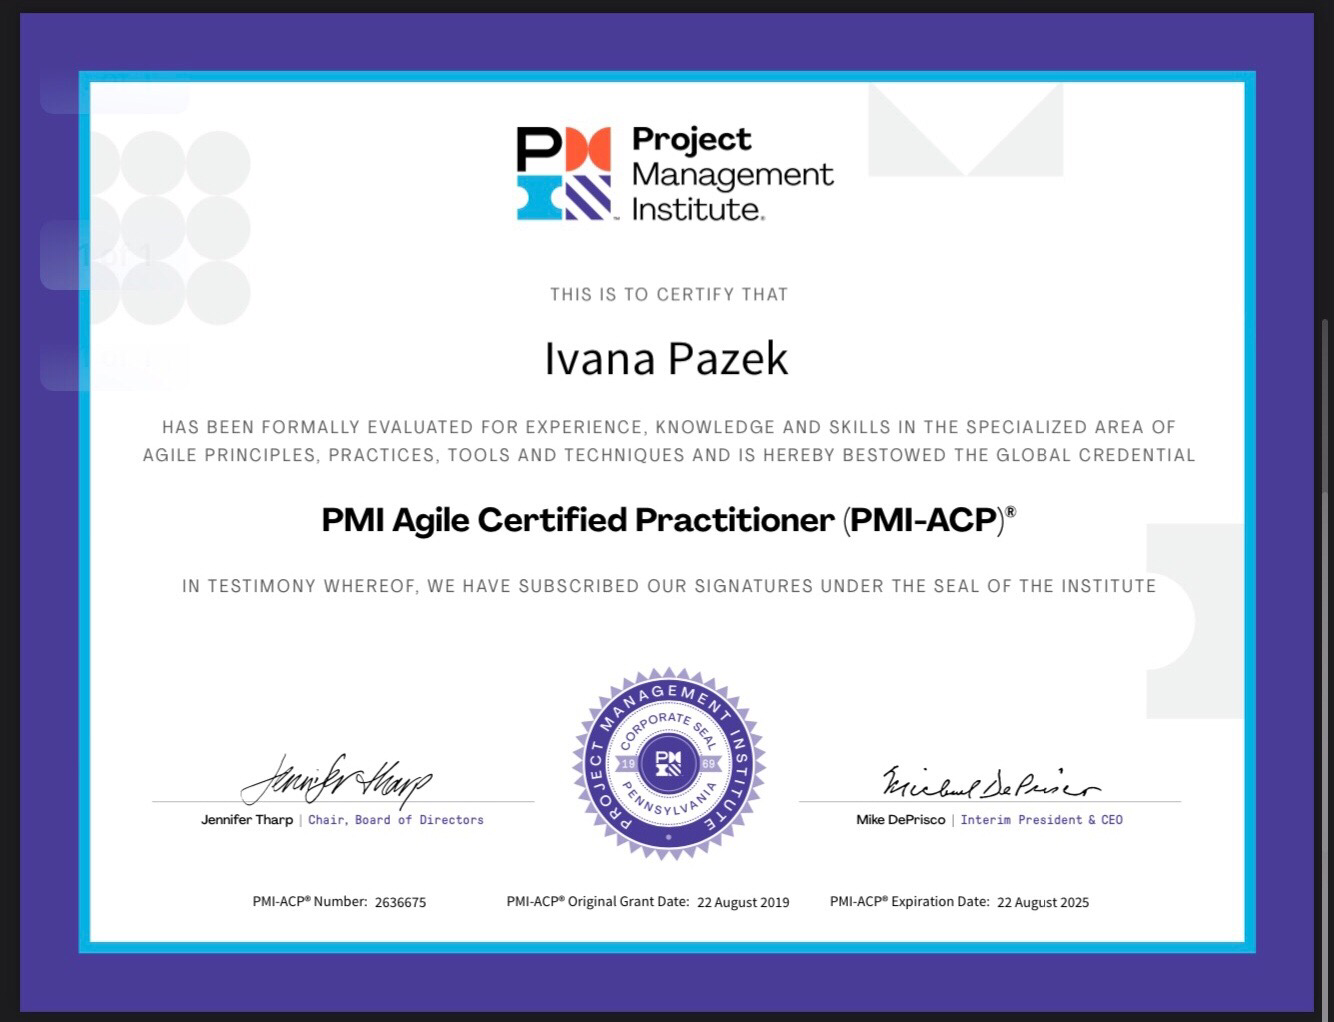 PM
Project
Management
Institute®
™
THIS IS TO CERTIFY THAT
Ivana Pazek
HAS BEEN FORMALLY EVALUATED FOR EXPERIENCE, KNOWLEDGE AND SKILLS IN THE SPECIALIZED AREA OF
AGILE PRINCIPLES, PRACTICES, TOOLS AND TECHNIQUES AND IS HEREBY BESTOWED THE GLOBAL CREDENTIAL
PMI Agile Certified Practitioner (PMI-ACP)®
IN TESTIMONY WHEREOF, WE HAVE SUBSCRIBED OUR SIGNATURES UNDER THE SEAL OF THE INSTITUTE
1 of 1
PROJECT MANAGEMENT INSTITUTE
CORPORATE SEAL
19 69
PENNSYLVANIA
Jennifer Tharp
Michael DePrisco
Jennifer Tharp | Chair, Board of Directors
Mike DePrisco | Interim President & CEO
PMI-ACP® Number: 2636675
PMI-ACP® Original Grant Date: 22 August 2019
PMI-ACP® Expiration Date: 22 August 2025